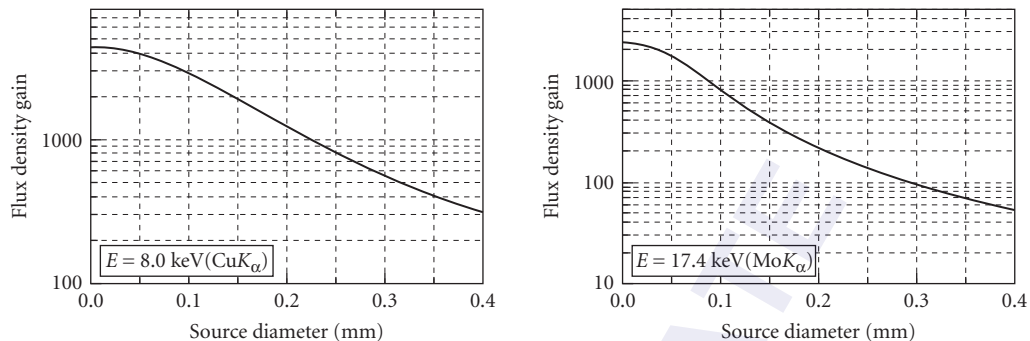 Flux density gain
1000
100
E = 8.0 keV(CuKα)
0.0 0.1 0.2 0.3 0.4
Source diameter (mm)
Flux density gain
1000
100
10
E = 17.4 keV(MoKα)
0.0 0.1 0.2 0.3 0.4
Source diameter (mm)